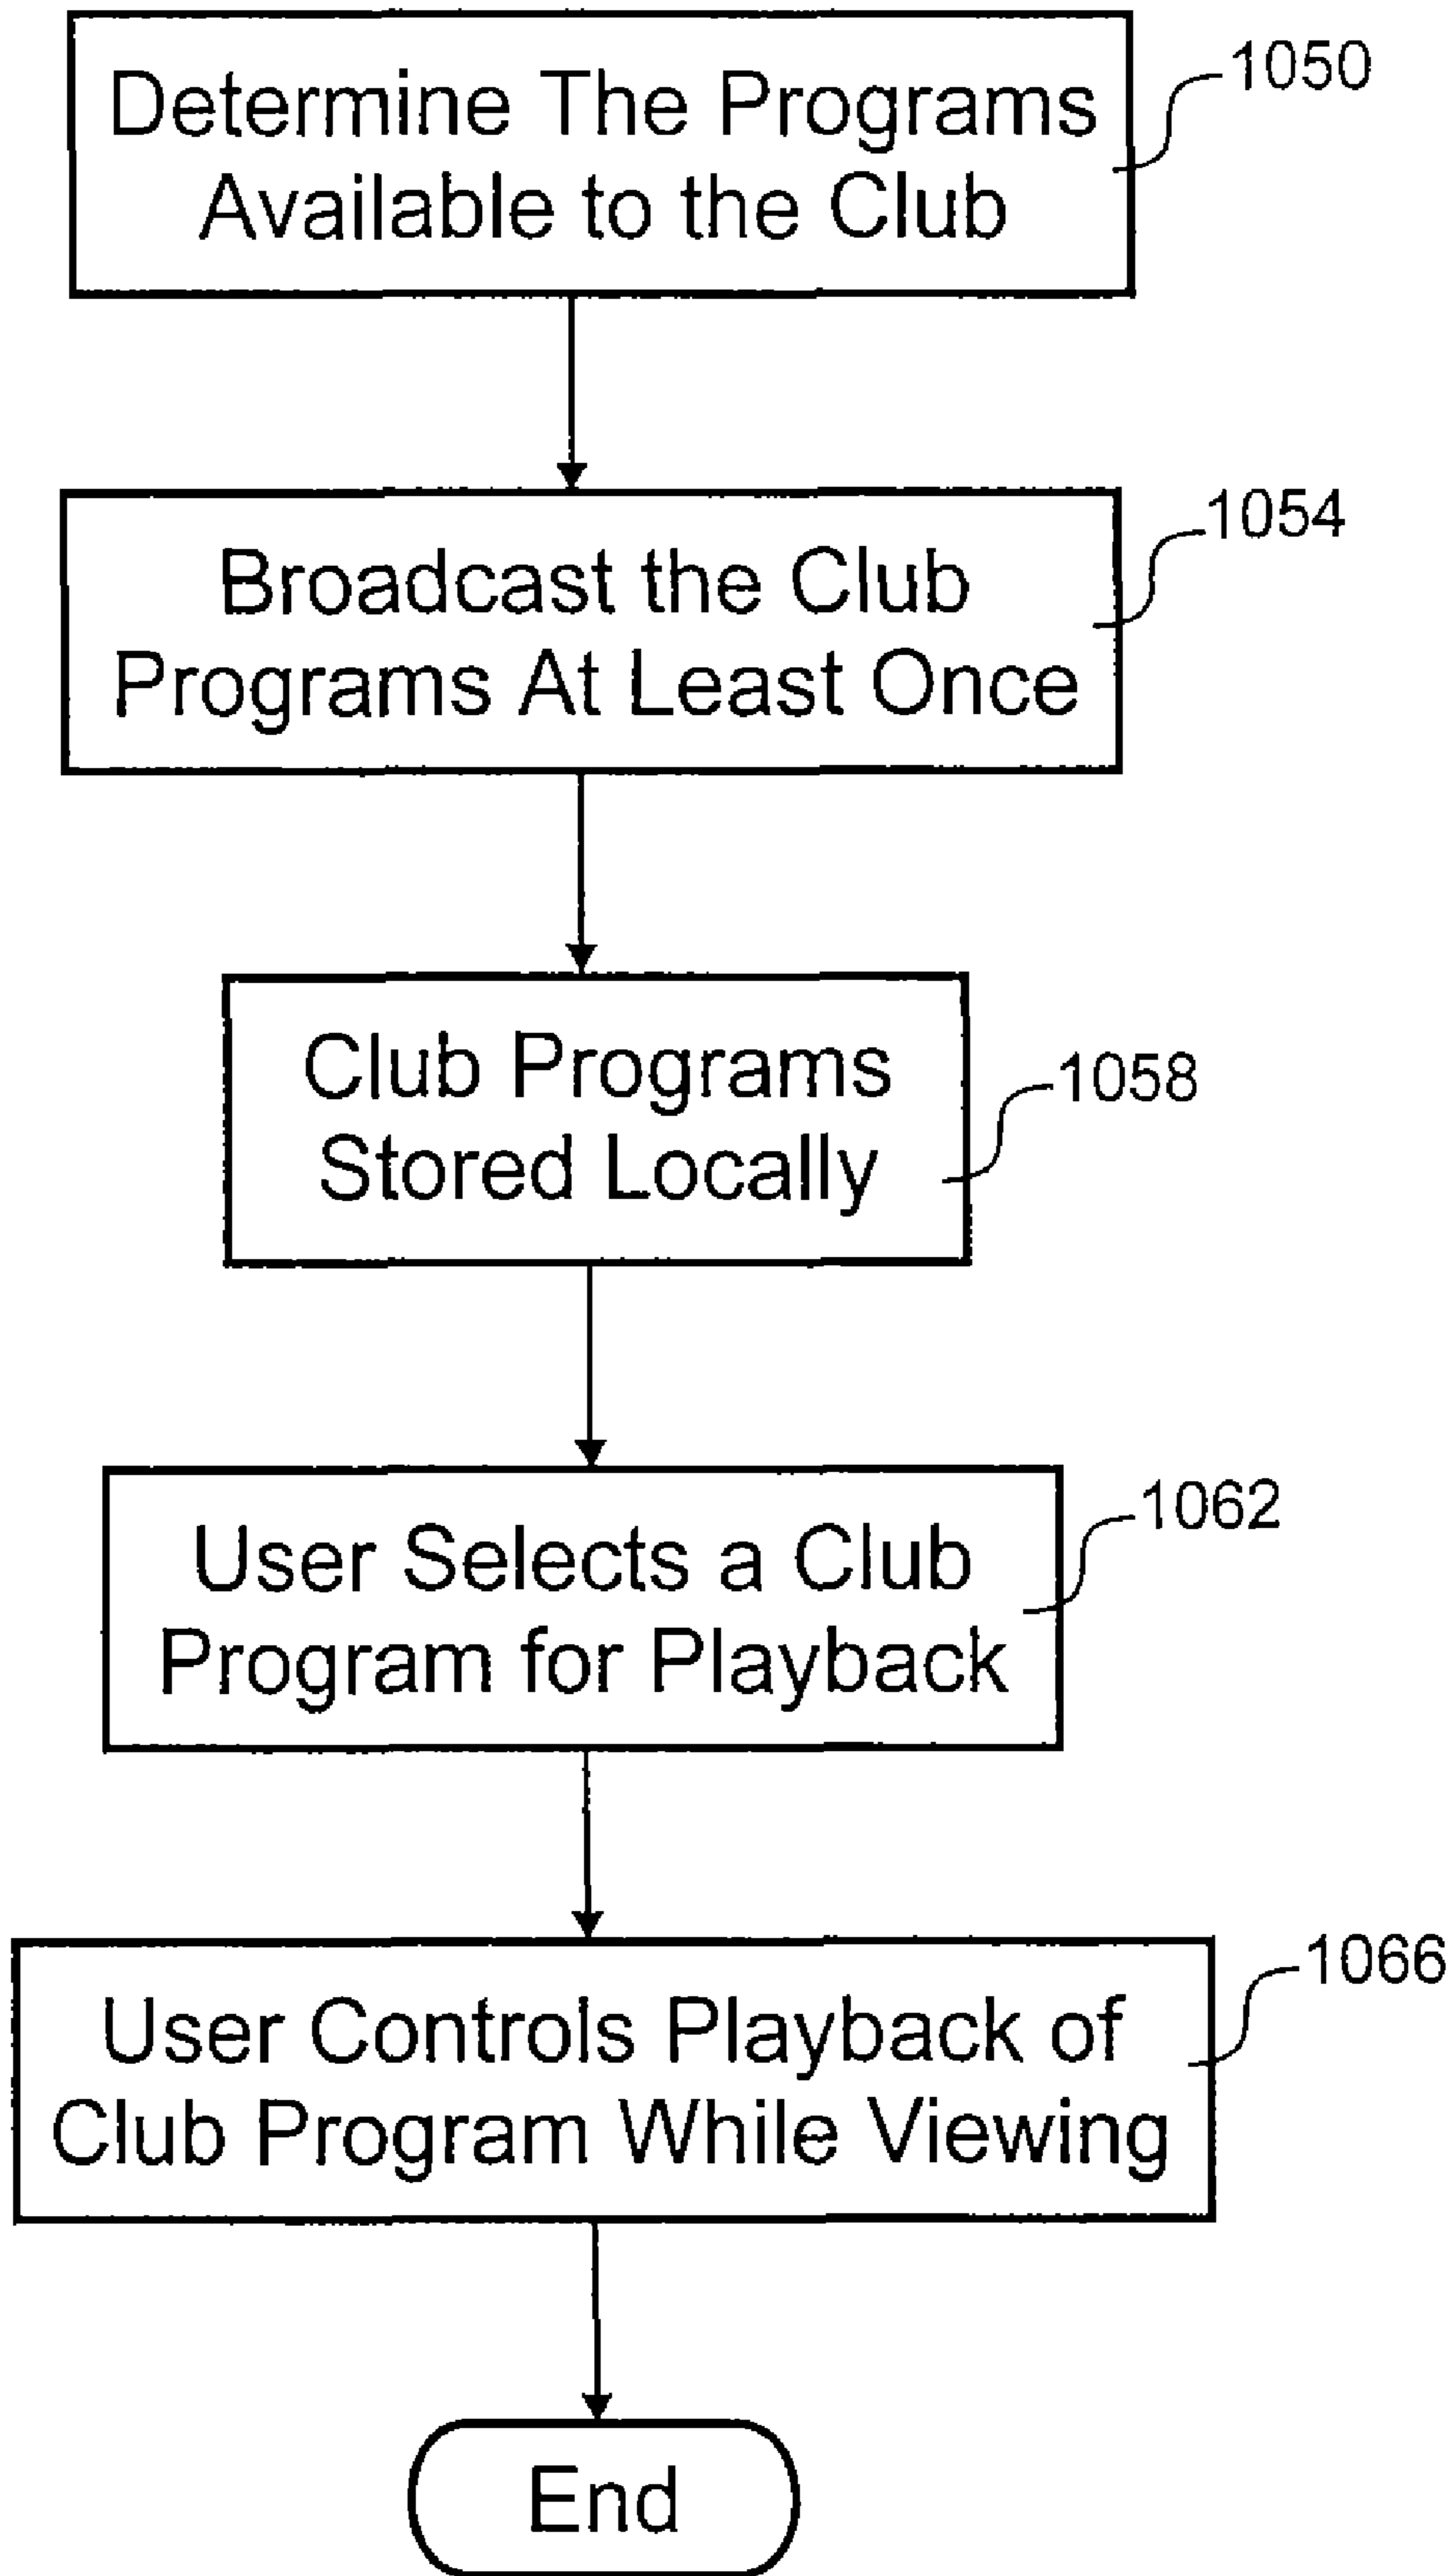 Determine The Programs
Available to the Club
1050
Broadcast the Club
Programs At Least Once
1054
Club Programs
Stored Locally
1058
User Selects a Club
Program for Playback
1062
User Controls Playback of
Club Program While Viewing
1066
End